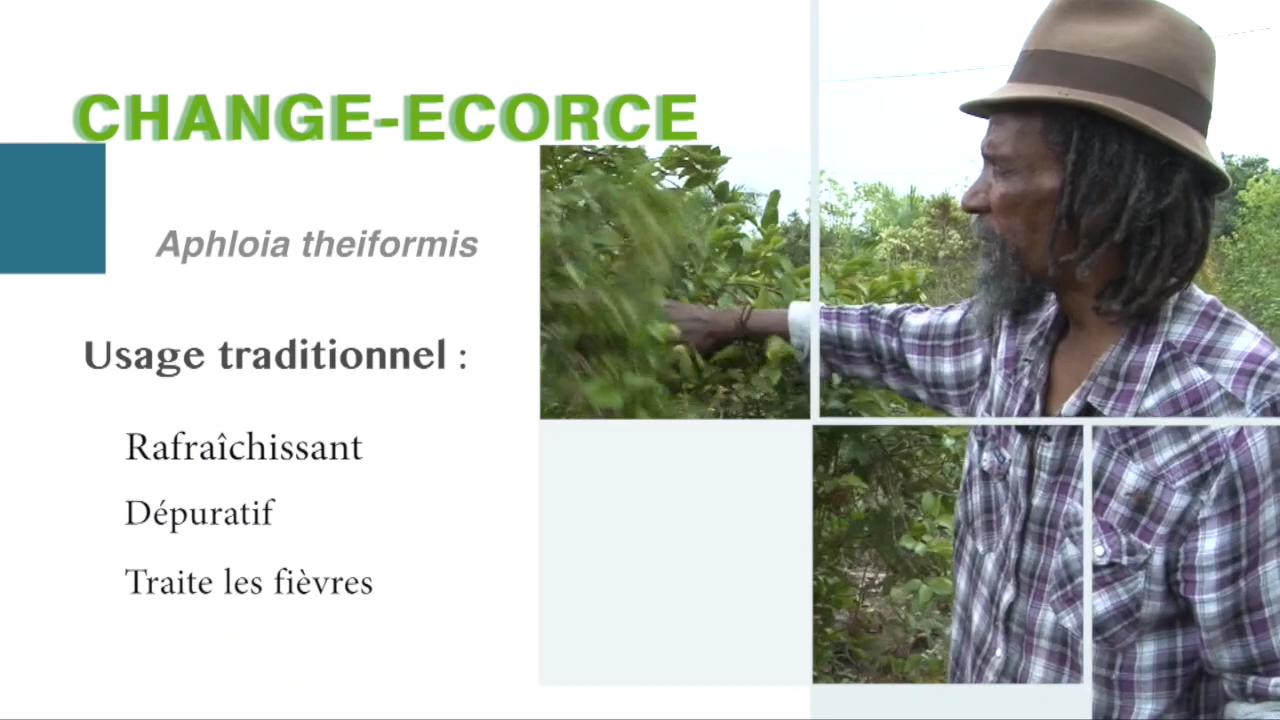 CHANGE-ECORCE
Aphloia theiformis
Usage traditionnel :
Rafraîchissant
Dépuratif
Traite les fièvres